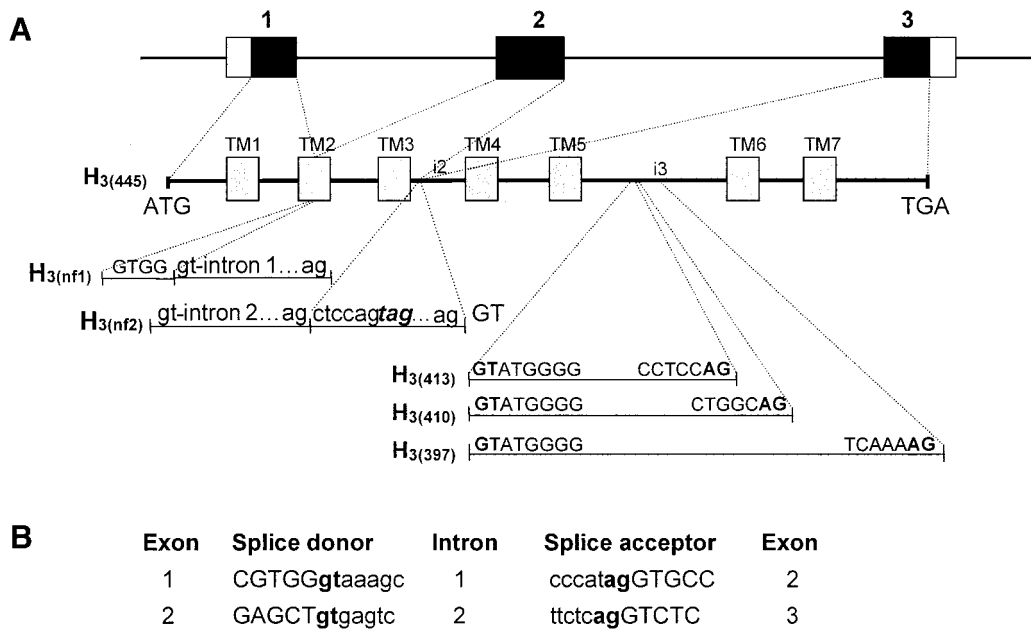 A
1 2 3
TM1 TM2 TM3 TM4 TM5 TM6 TM7
i2 i3
H3(445)
ATG TGA
H3(nf1) GTGG gt-intron 1...ag
H3(nf2) gt-intron 2...ag ctccagtag...ag GT
H3(413) GTATGGGG CCTCCAG
H3(410) GTATGGGG CTGGCAG
H3(397) GTATGGGG TCAAAAG
B
Exon Splice donor Intron Splice acceptor Exon
1 CGTGGgtaaagc 1 cccatagGTGCC 2
2 GAGCTgtgagtc 2 ttctcagGTCTC 3